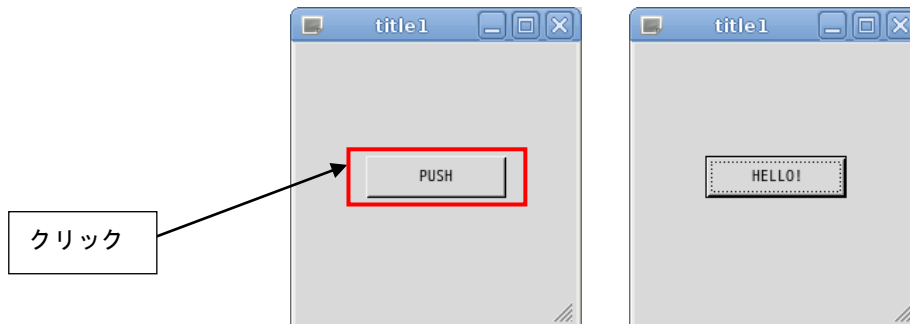 title1
PUSH
クリック
title1
HELLO!